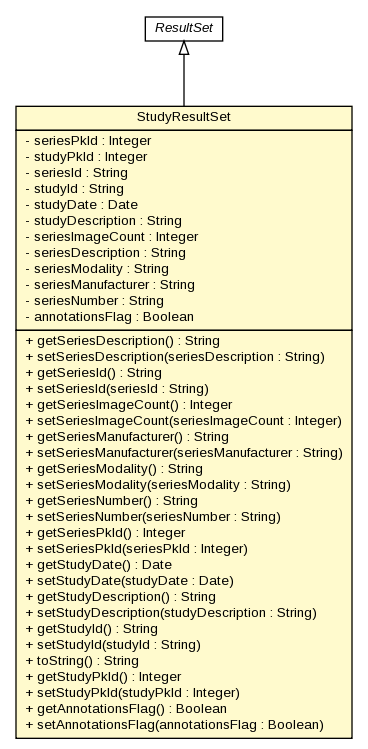 ResultSet
StudyResultSet
- seriesPkId : Integer
- studyPkId : Integer
- seriesId : String
- studyId : String
- studyDate : Date
- studyDescription : String
- seriesImageCount : Integer
- seriesDescription : String
- seriesModality : String
- seriesManufacturer : String
- seriesNumber : String
- annotationsFlag : Boolean
+ getSeriesDescription() : String
+ setSeriesDescription(seriesDescription : String)
+ getSeriesId() : String
+ setSeriesId(seriesId : String)
+ getSeriesImageCount() : Integer
+ setSeriesImageCount(seriesImageCount : Integer)
+ getSeriesManufacturer() : String
+ setSeriesManufacturer(seriesManufacturer : String)
+ getSeriesModality() : String
+ setSeriesModality(seriesModality : String)
+ getSeriesNumber() : String
+ setSeriesNumber(seriesNumber : String)
+ getSeriesPkId() : Integer
+ setSeriesPkId(seriesPkId : Integer)
+ getStudyDate() : Date
+ setStudyDate(studyDate : Date)
+ getStudyDescription() : String
+ setStudyDescription(studyDescription : String)
+ getStudyId() : String
+ setStudyId(studyId : String)
+ toString() : String
+ getStudyPkId() : Integer
+ setStudyPkId(studyPkId : Integer)
+ getAnnotationsFlag() : Boolean
+ setAnnotationsFlag(annotationsFlag : Boolean)